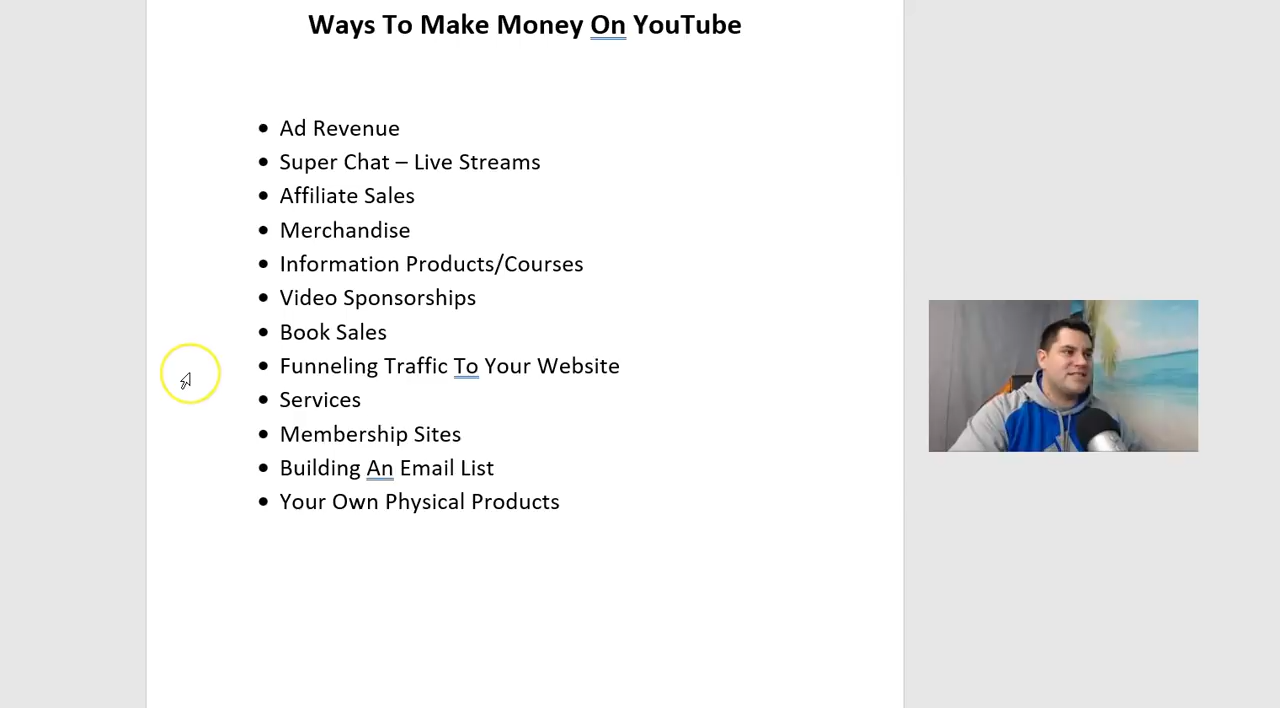 Ways To Make Money On YouTube
• Ad Revenue
• Super Chat – Live Streams
• Affiliate Sales
• Merchandise
• Information Products/Courses
• Video Sponsorships
• Book Sales
• Funneling Traffic To Your Website
• Services
• Membership Sites
• Building An Email List
• Your Own Physical Products